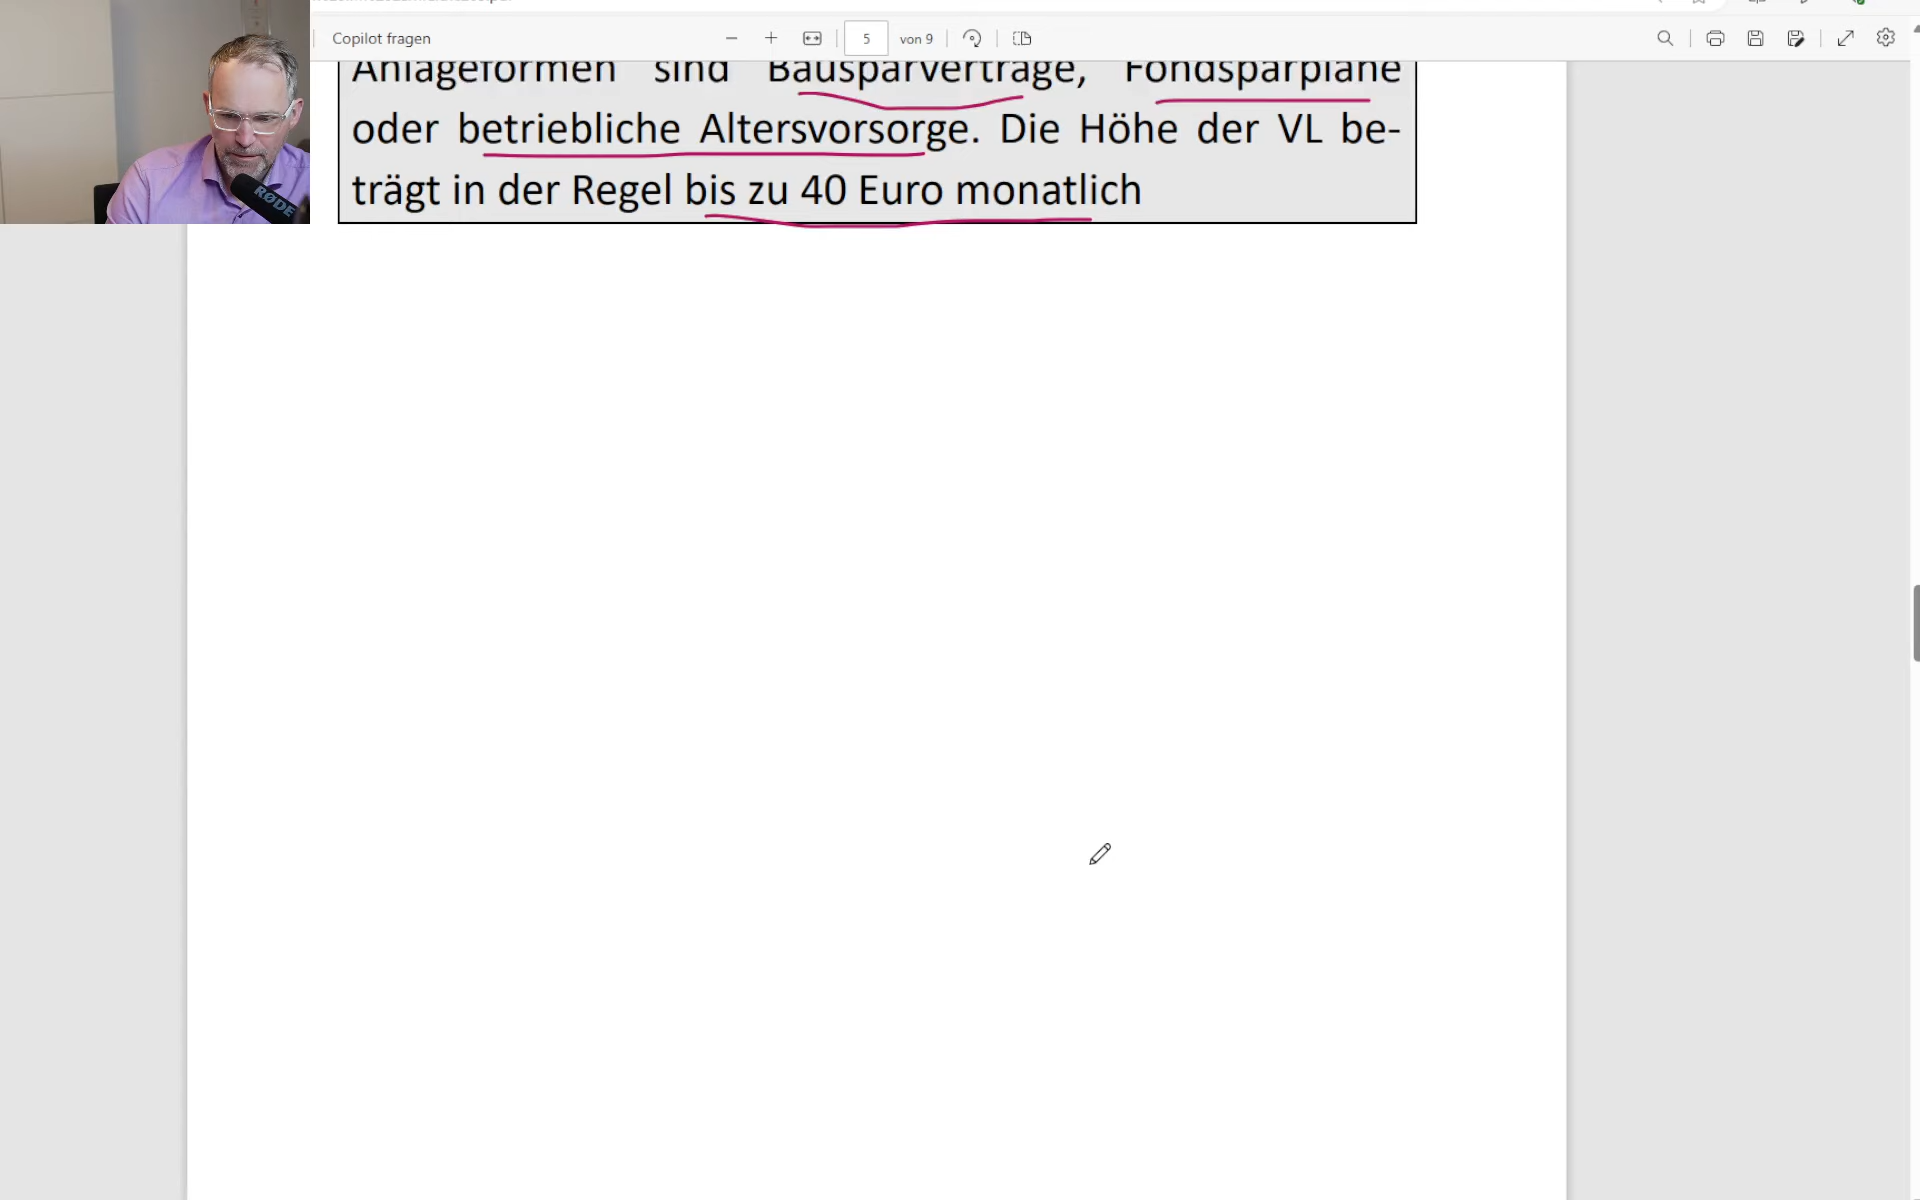 Copilot fragen
5
von 9
Anlageformen sind Bausparverträge, Fondsparpläne
oder betriebliche Altersvorsorge. Die Höhe der VL be-
trägt in der Regel bis zu 40 Euro monatlich
RØDE